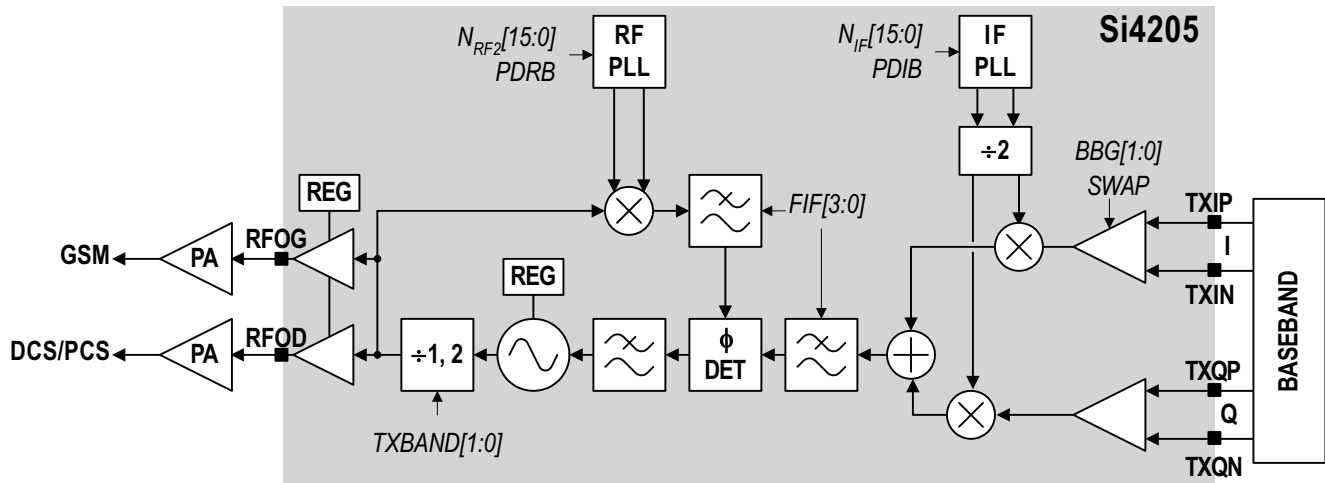 Si4205
N_RF2[15:0]
PDRB
RF
PLL
N_IF[15:0]
PDIB
IF
PLL
÷2
BBG[1:0]
SWAP
REG
FIF[3:0]
TXIP
I
TXIN
GSM
PA
RFOG
REG
DCS/PCS
PA
RFOD
÷1, 2
ϕ
DET
TXBAND[1:0]
TXQP
Q
TXQN
BASEBAND